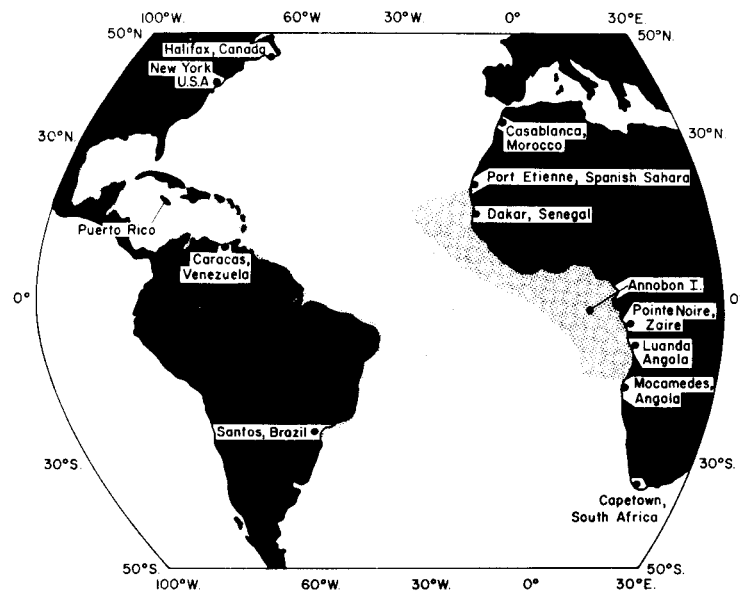 100°W. 60°W. 30°W. 0° 30°E.
50°N 50°N.
Halifax, Canada
New York
U.S.A
Casablanca,
Morocco
30°N. 30°N.
Port Etienne, Spanish Sahara
Dakar, Senegal
Puerto Rico
Caracas,
Venezuela
Annobon I.
0° 0
Pointe Noire,
Zaire
Luanda
Angola
Mocamedes,
Angola
Santos, Brazil
30°S. 30°S.
Capetown,
South Africa
50°S 50°S.
100°W. 60°W. 30W. 0° 30°E.